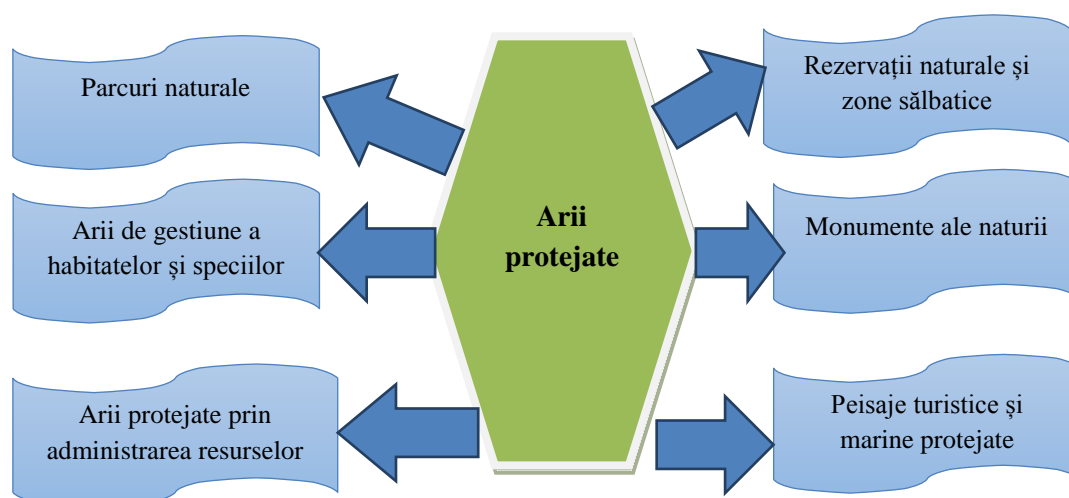 Parcuri naturale
Rezervații naturale și
zone sălbatice
Arii
protejate
Arii de gestiune a
habitatelor și speciilor
Monumente ale naturii
Arii protejate prin
administrarea resurselor
Peisaje turistice și
marine protejate